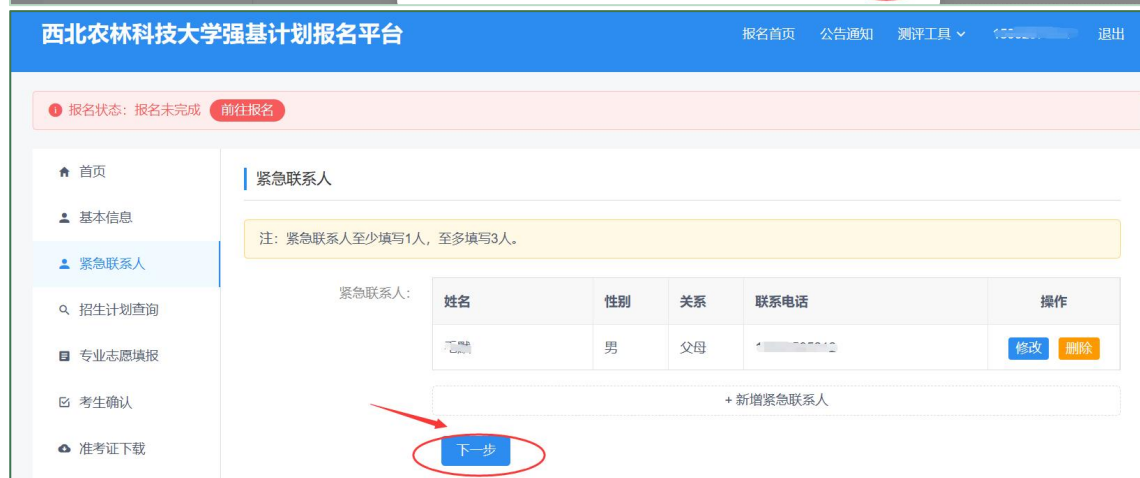 西北农林科技大学强基计划报名平台
报名首页 公告通知 测评工具 退出
报名状态：报名未完成 前往报名
首页
基本信息
紧急联系人
招生计划查询
专业志愿填报
考生确认
准考证下载
紧急联系人
注：紧急联系人至少填写1人，至多填写3人。
紧急联系人：
姓名 性别 关系 联系电话 操作
男 父母 修改 删除
+ 新增紧急联系人
下一步